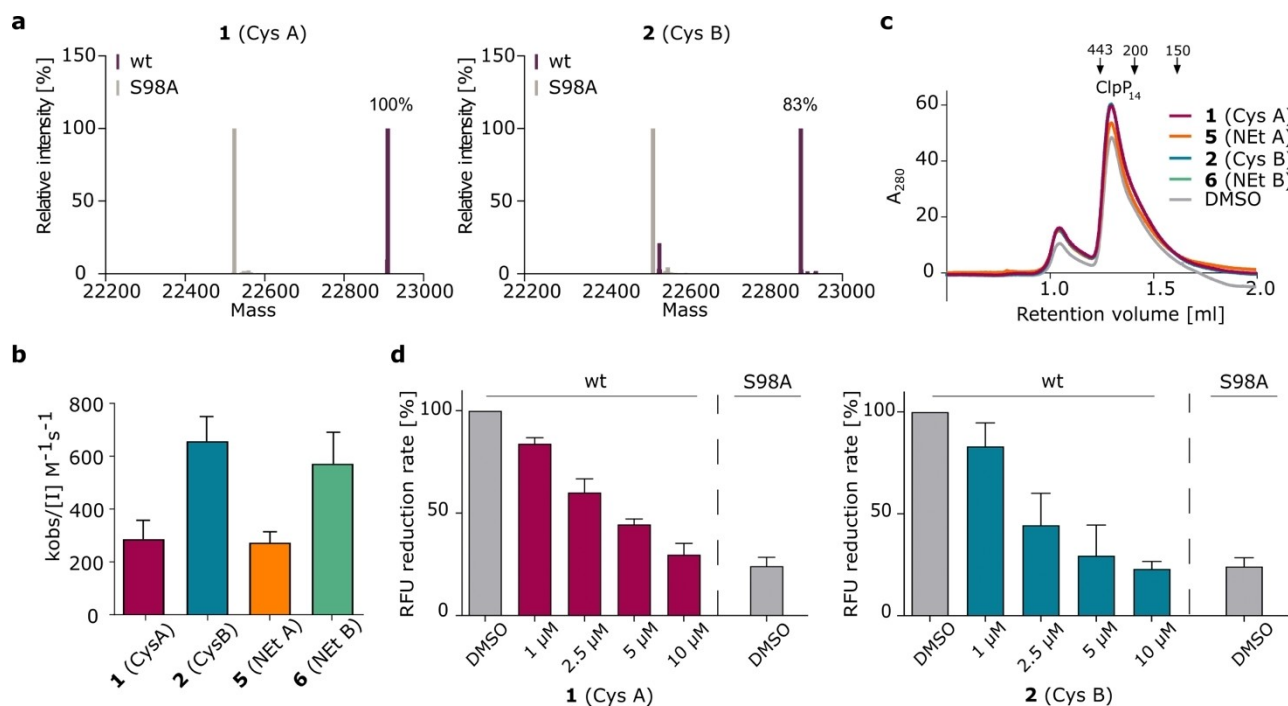 a
1 (Cys A)
Relative intensity [%]
150
100
50
0
wt
S98A
100%
22200
22400
22600
22800
23000
Mass
2 (Cys B)
Relative intensity [%]
150
100
50
0
wt
S98A
83%
22200
22400
22600
22800
23000
Mass
c
443 200 150
ClpP14
A280
60
40
20
0
1 (Cys A)
5 (NEt A)
2 (Cys B)
6 (NEt B)
DMSO
1.0 1.5 2.0
Retention volume [ml]
b
kobs/[I] M-1s-1
800
600
400
200
0
1 (CysA)
2 (CysB)
5 (NEt A)
6 (NEt B)
d
wt
S98A
RFU reduction rate [%]
100
50
0
DMSO
1 µM
2.5 µM
5 µM
10 µM
DMSO
1 (Cys A)
wt
S98A
RFU reduction rate [%]
100
50
0
DMSO
1 µM
2.5 µM
5 µM
10 µM
DMSO
2 (Cys B)